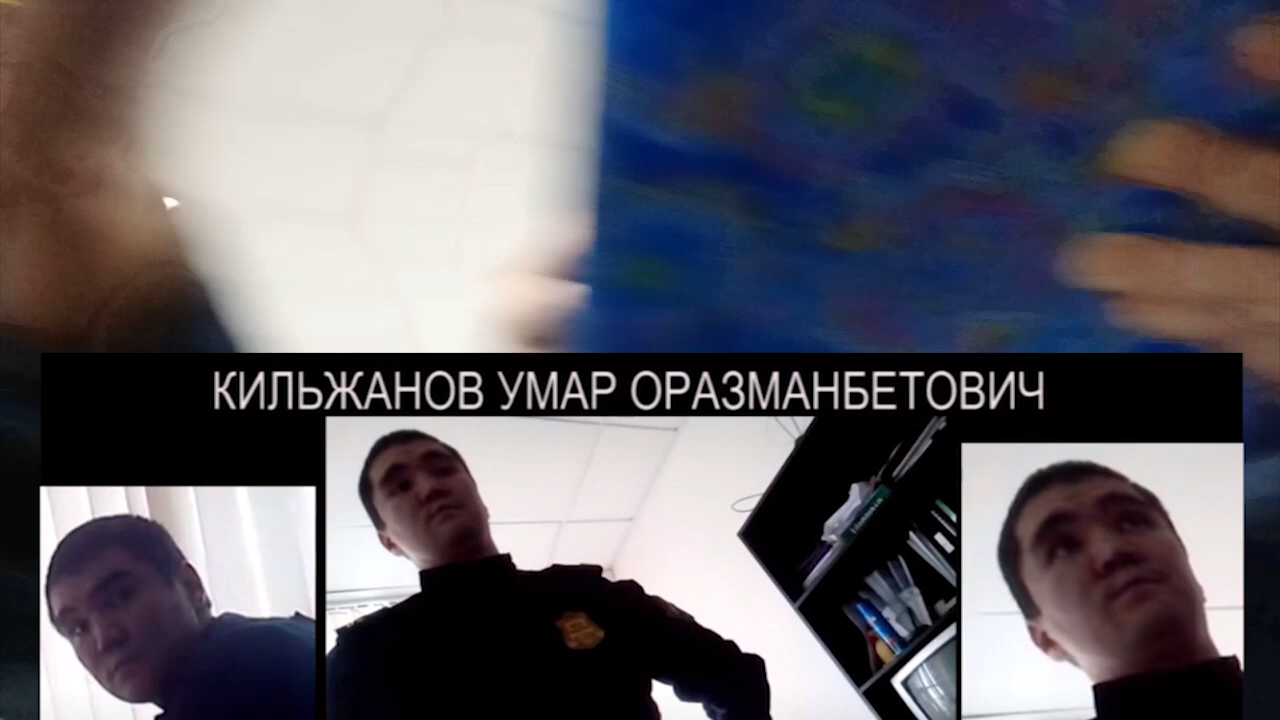 КИЛЬЖАНОВ УМАР ОРАЗМАНБЕТОВИЧ